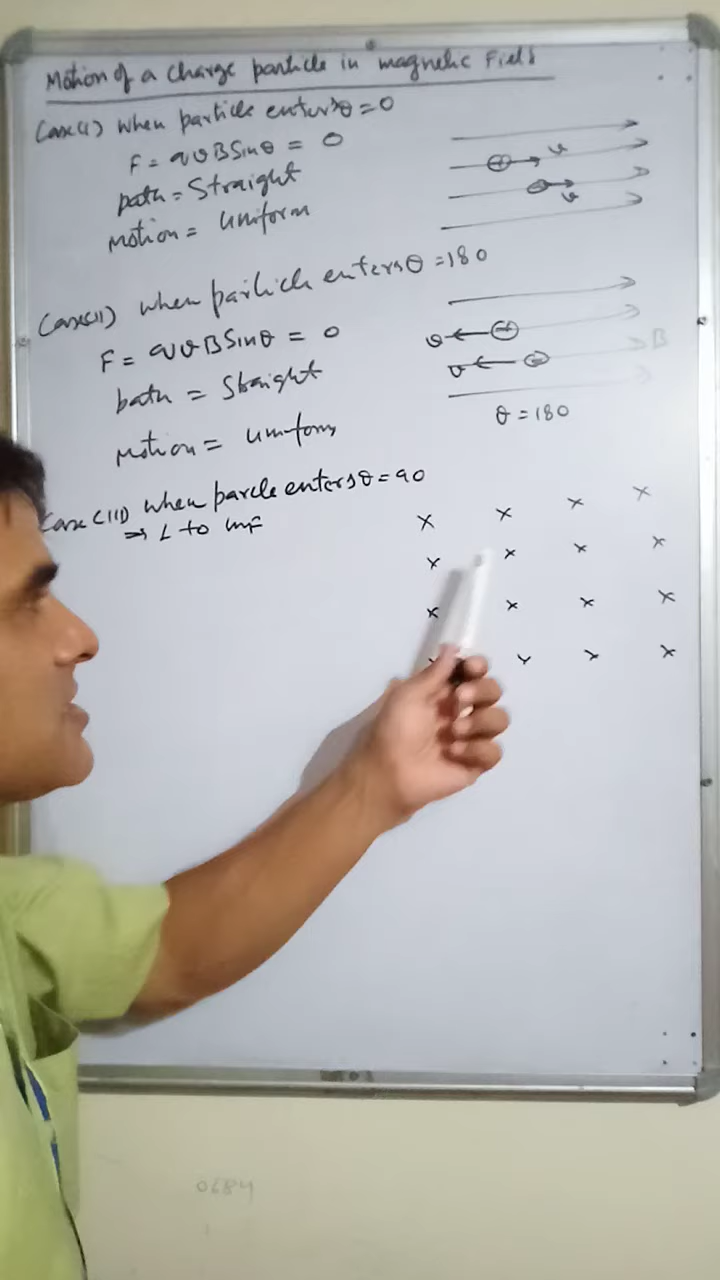 Motion of a charge particle in magnetic Field
Case(I) when particle enters θ = 0
F = qvBSinθ = 0
path = Straight
Motion = Uniform
+ v
- v
Case(II) when particle enters θ = 180
F = qvBSinθ = 0
path = Straight
Motion = uniform
v +
v -
B
θ = 180
Case (III) when parcle enters θ = 90
⇒ ⊥ to mf
x x x x
x x x x
x x x x
x x x x
0684